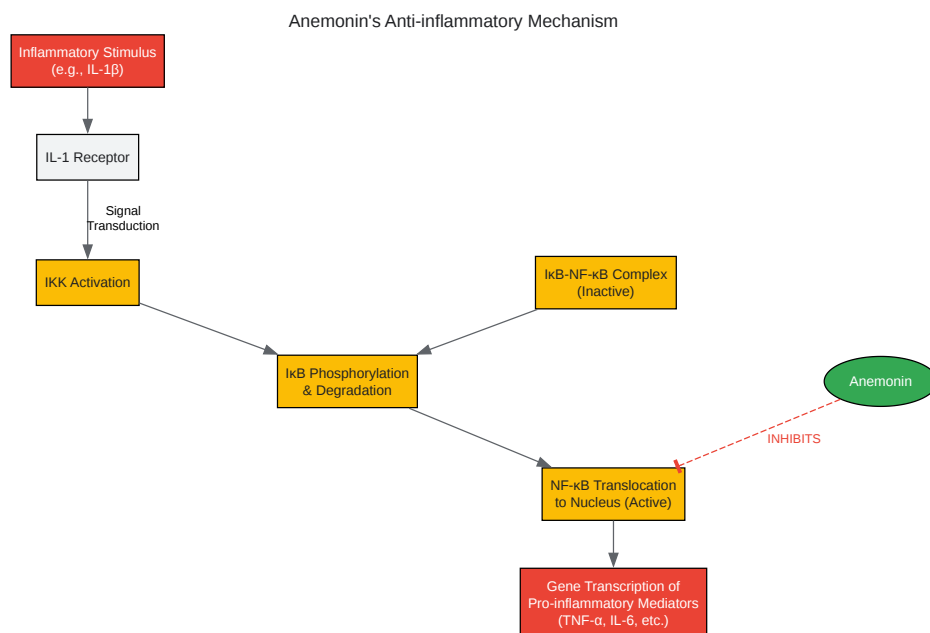 Anemonin's Anti-inflammatory Mechanism
Inflammatory Stimulus
(e.g., IL-1β)
IL-1 Receptor
Signal
Transduction
IKK Activation
IκB-NF-κB Complex
(Inactive)
IκB Phosphorylation
& Degradation
Anemonin
INHIBITS
NF-κB Translocation
to Nucleus (Active)
Gene Transcription of
Pro-inflammatory Mediators
(TNF-α, IL-6, etc.)